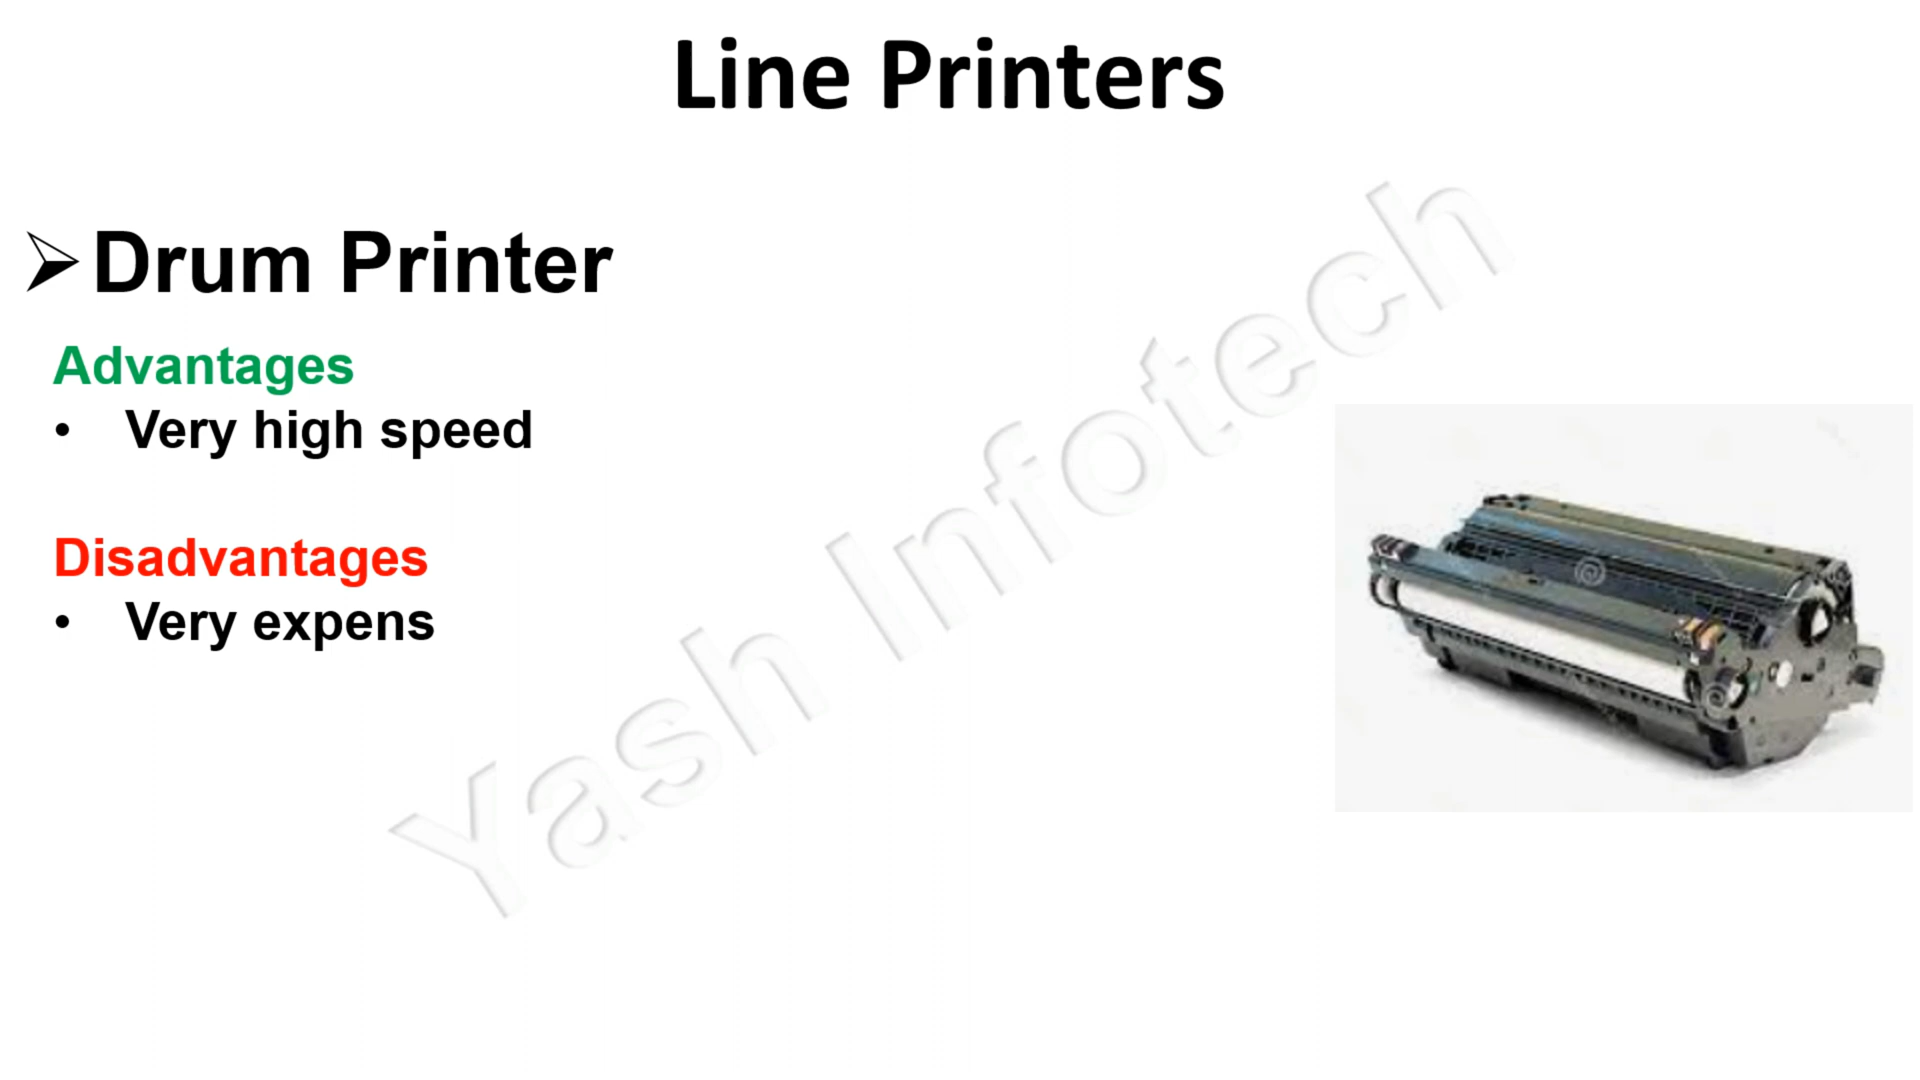 Line Printers
➢Drum Printer
Advantages
• Very high speed
Disadvantages
• Very expens
Yash Infotech